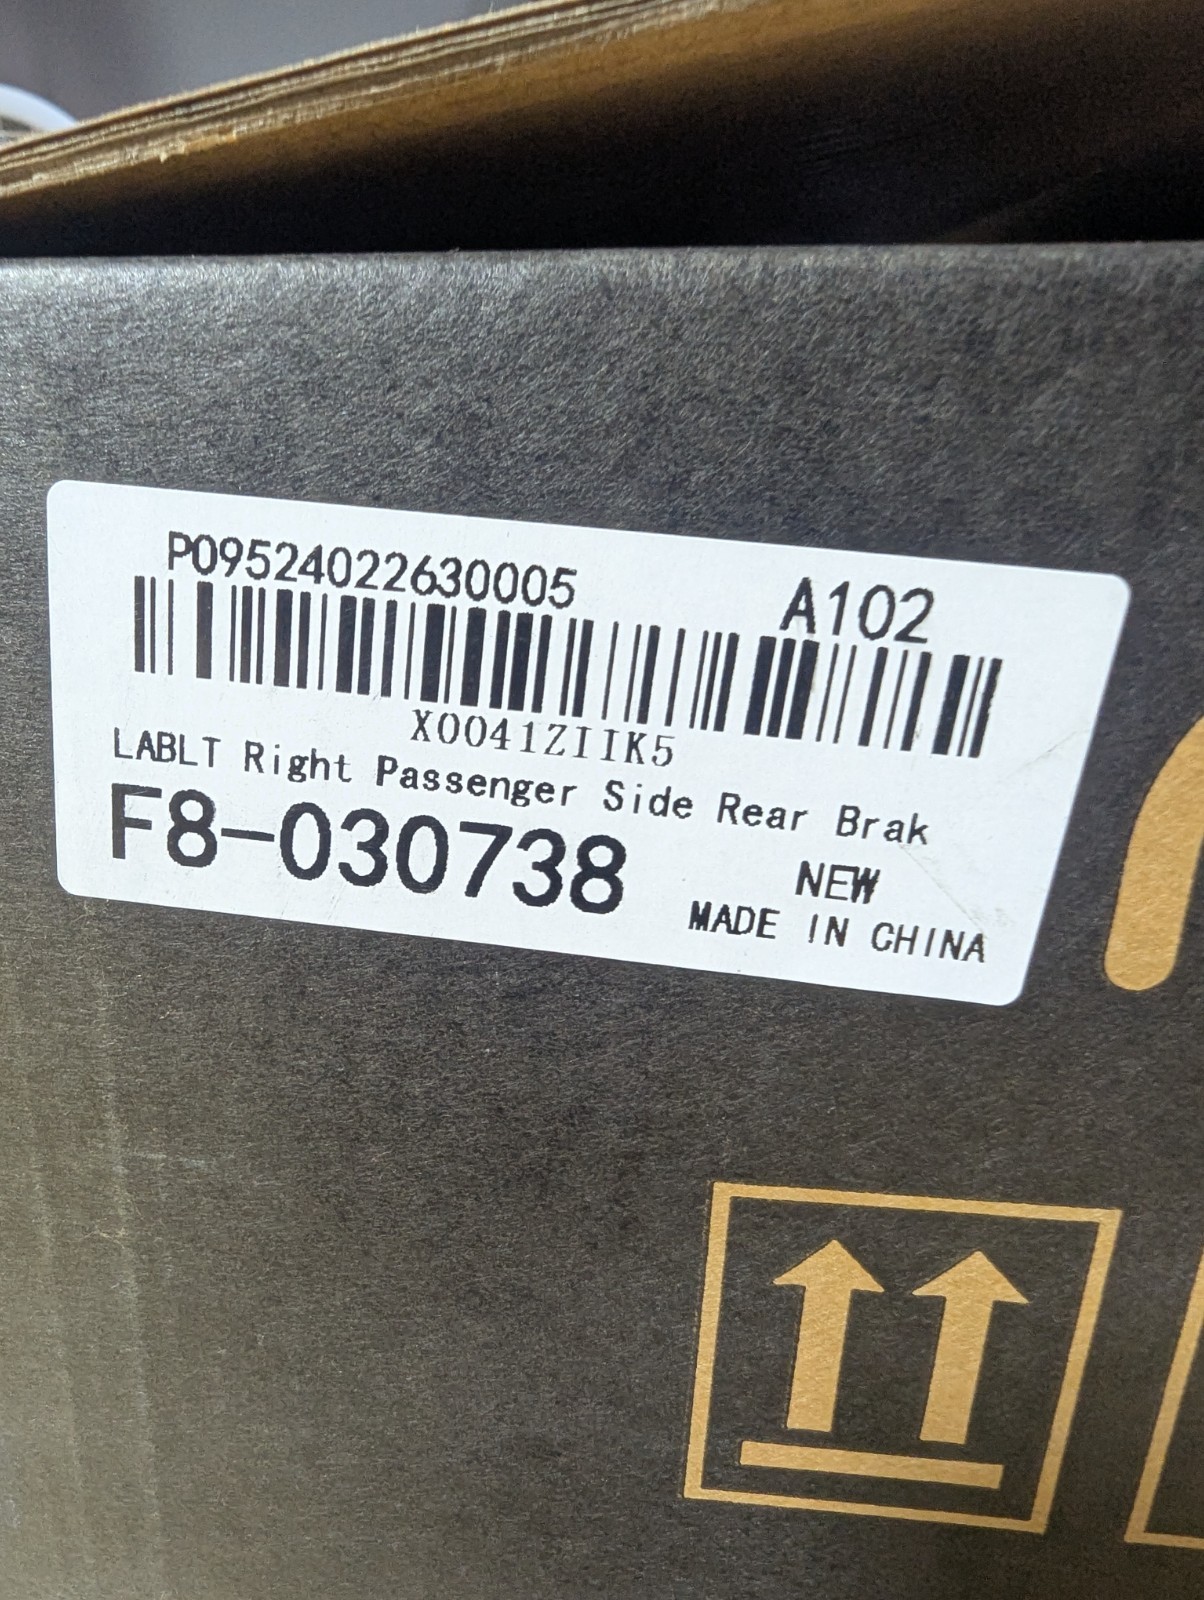 P09524022630005
A102
X0041ZIIK5
LABLT Right Passenger Side Rear Brak
F8-030738
NEW
MADE IN CHINA